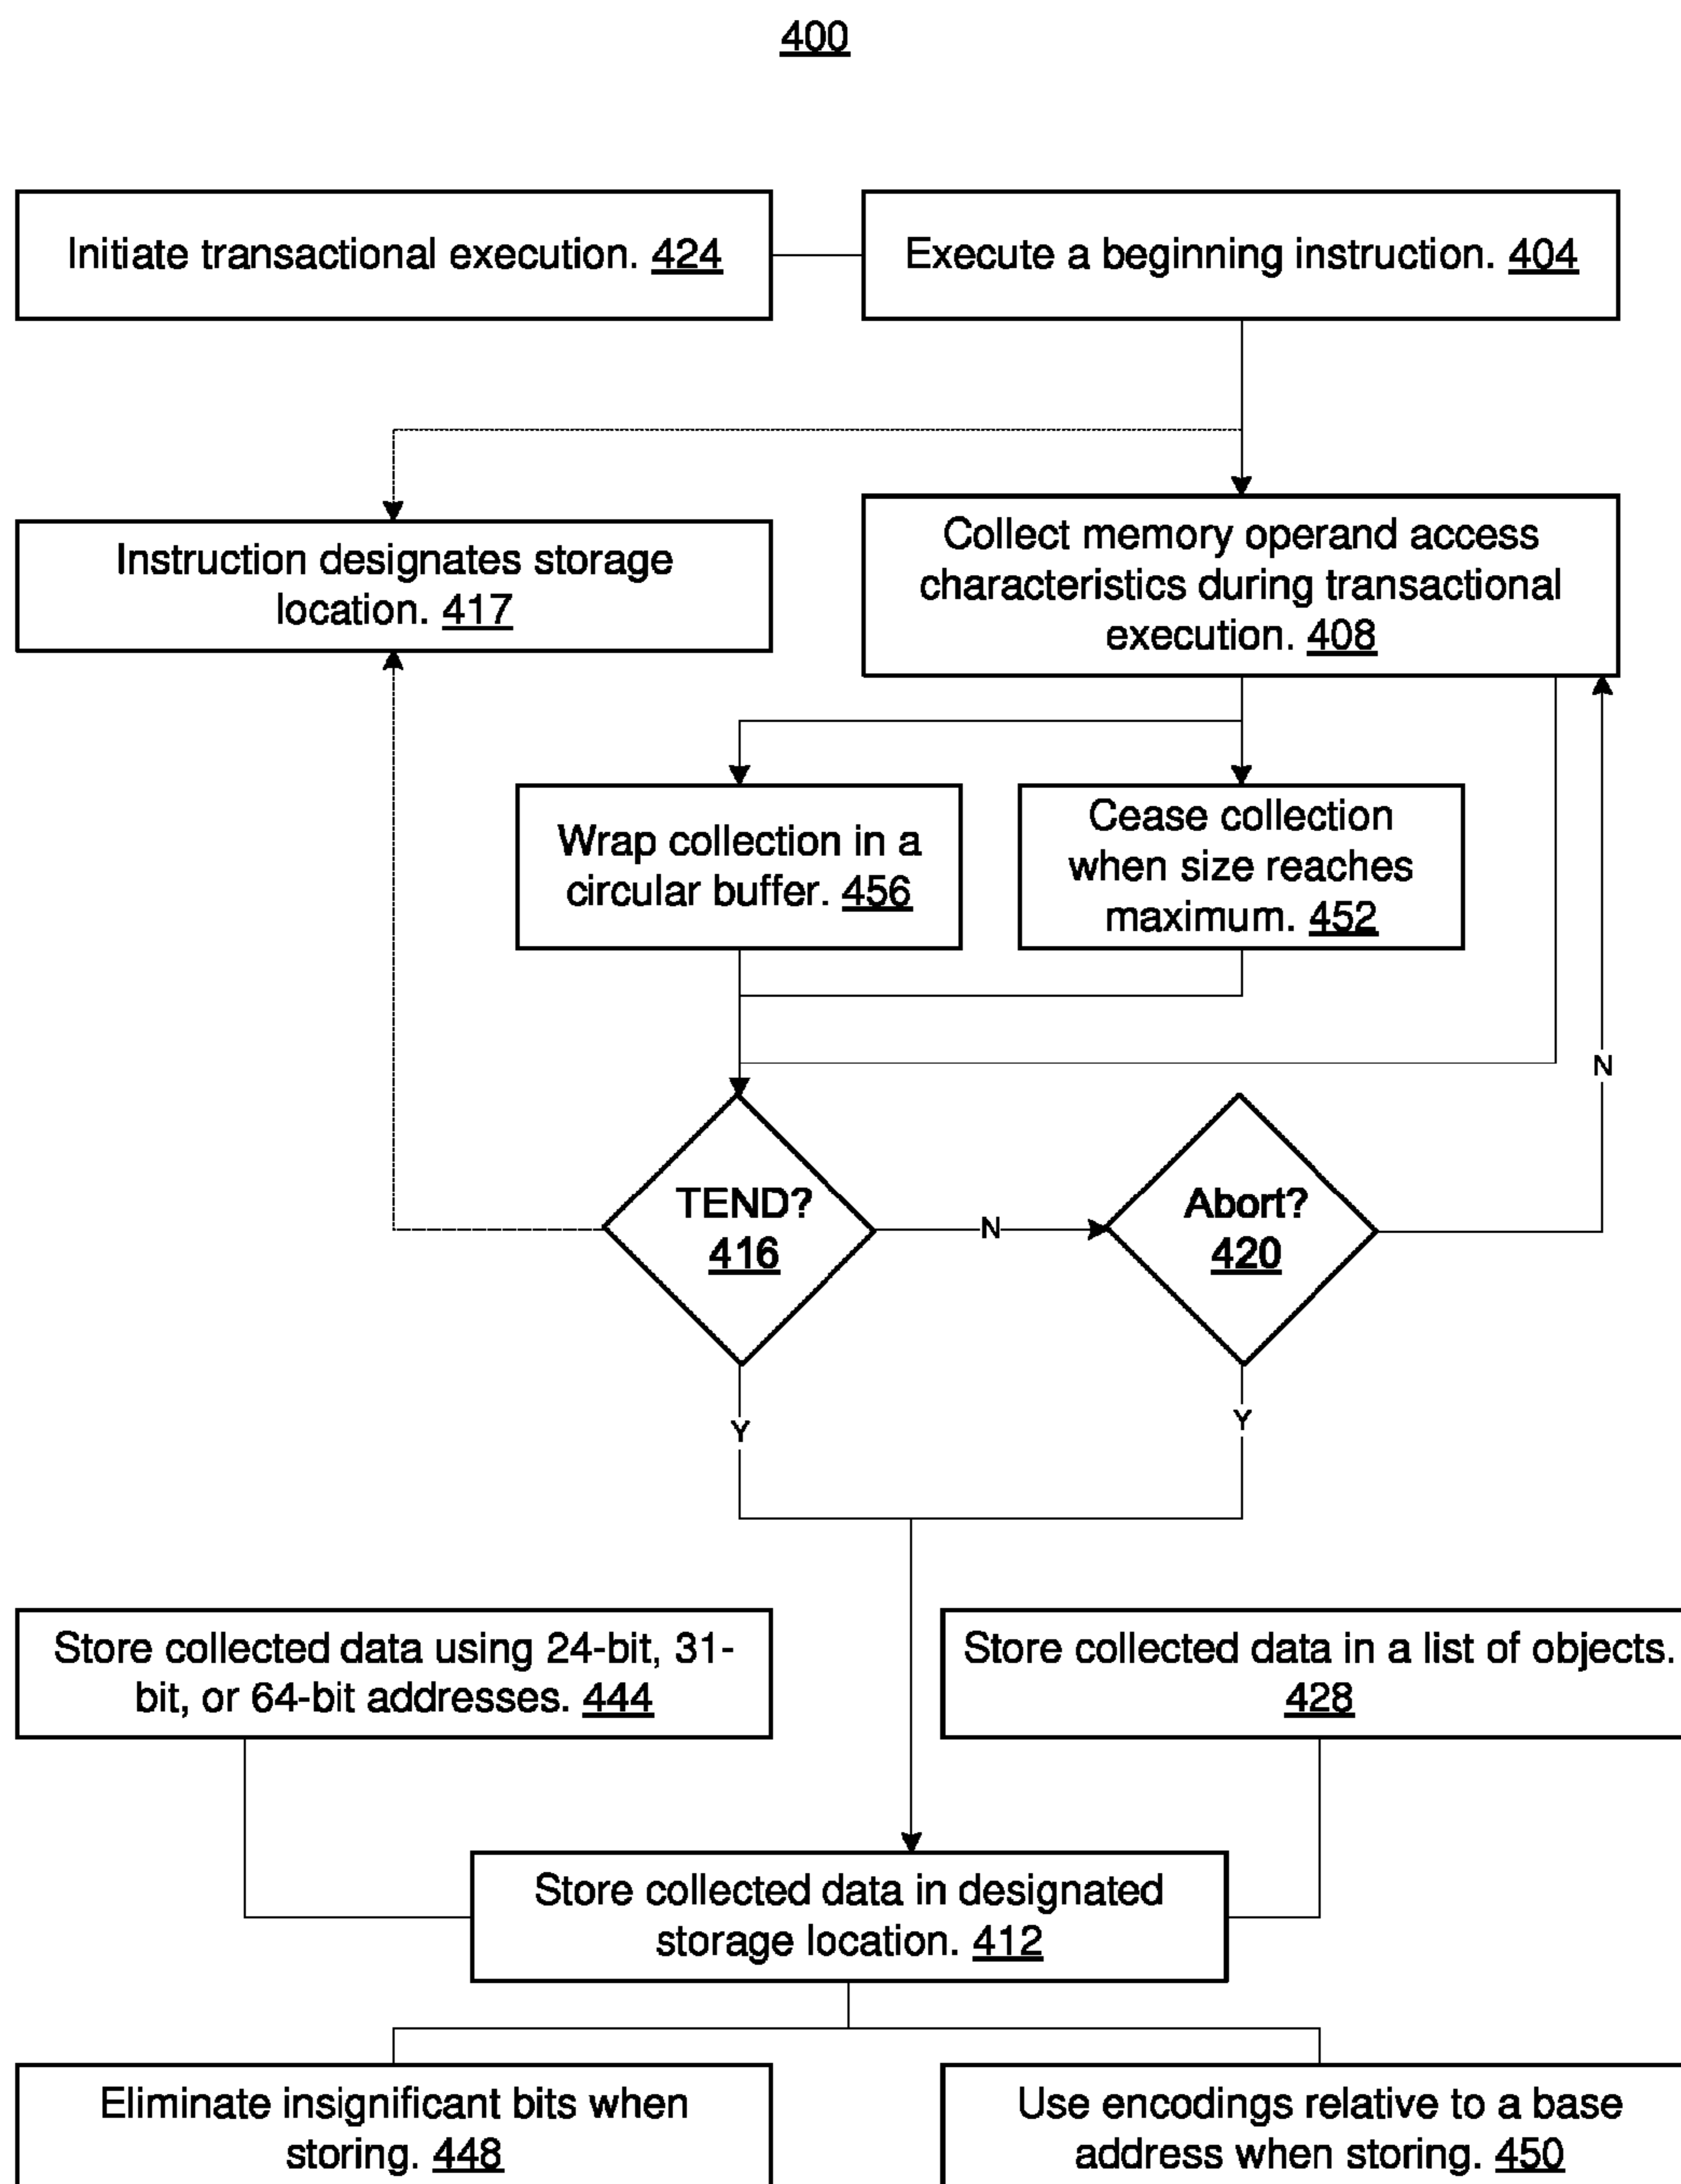 400
Initiate transactional execution. 424
Execute a beginning instruction. 404
Instruction designates storage
location. 417
Collect memory operand access
characteristics during transactional
execution. 408
Wrap collection in a
circular buffer. 456
Cease collection
when size reaches
maximum. 452
N
TEND?
416
N
Abort?
420
Y
Y
Store collected data using 24-bit, 31-
bit, or 64-bit addresses. 444
Store collected data in a list of objects.
428
Store collected data in designated
storage location. 412
Eliminate insignificant bits when
storing. 448
Use encodings relative to a base
address when storing. 450